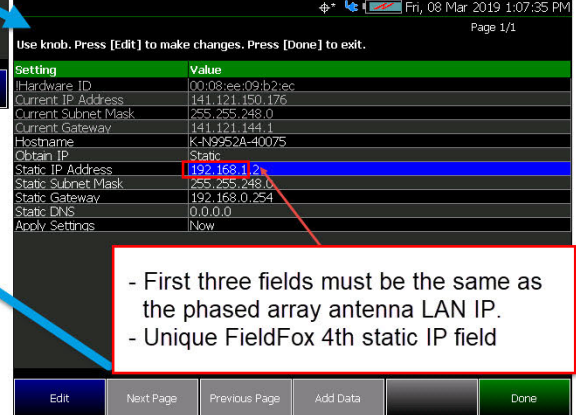 Fri, 08 Mar 2019 1:07:35 PM
Page 1/1
Use knob. Press [Edit] to make changes. Press [Done] to exit.
Setting Value
!Hardware ID 00:08:ee:09:b2:ec
Current IP Address 141.121.150.176
Current Subnet Mask 255.255.248.0
Current Gateway 141.121.144.1
Hostname K-N9952A-40075
Obtain IP Static
Static IP Address 192.168.1.2
Static Subnet Mask 255.255.248.0
Static Gateway 192.168.0.254
Static DNS 0.0.0.0
Apply Settings Now
- First three fields must be the same as
the phased array antenna LAN IP.
- Unique FieldFox 4th static IP field
Edit Next Page Previous Page Add Data Done